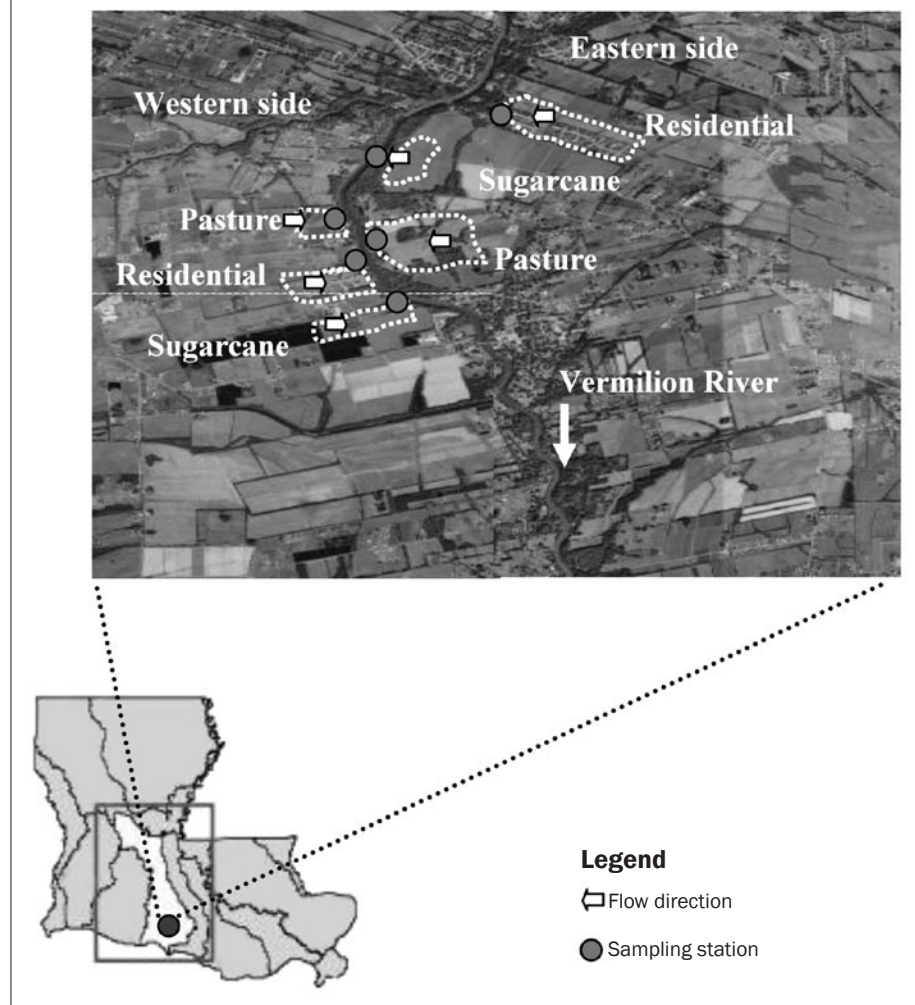 Eastern side
Western side
Residential
Sugarcane
Pasture
Pasture
Residential
Sugarcane
Vermilion River
Legend
Flow direction
Sampling station